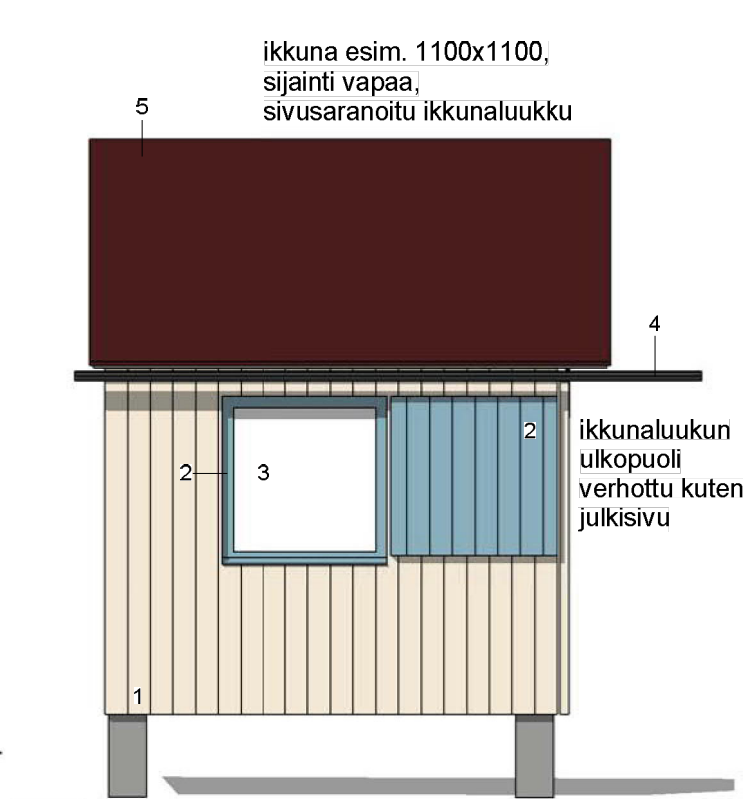 ikkuna esim. 1100x1100,
sijainti vapaa,
sivusaranoitu ikkunaluukku
5
4
2
ikkunaluukun
ulkopuoli
verhottu kuten
julkisivu
2
3
1